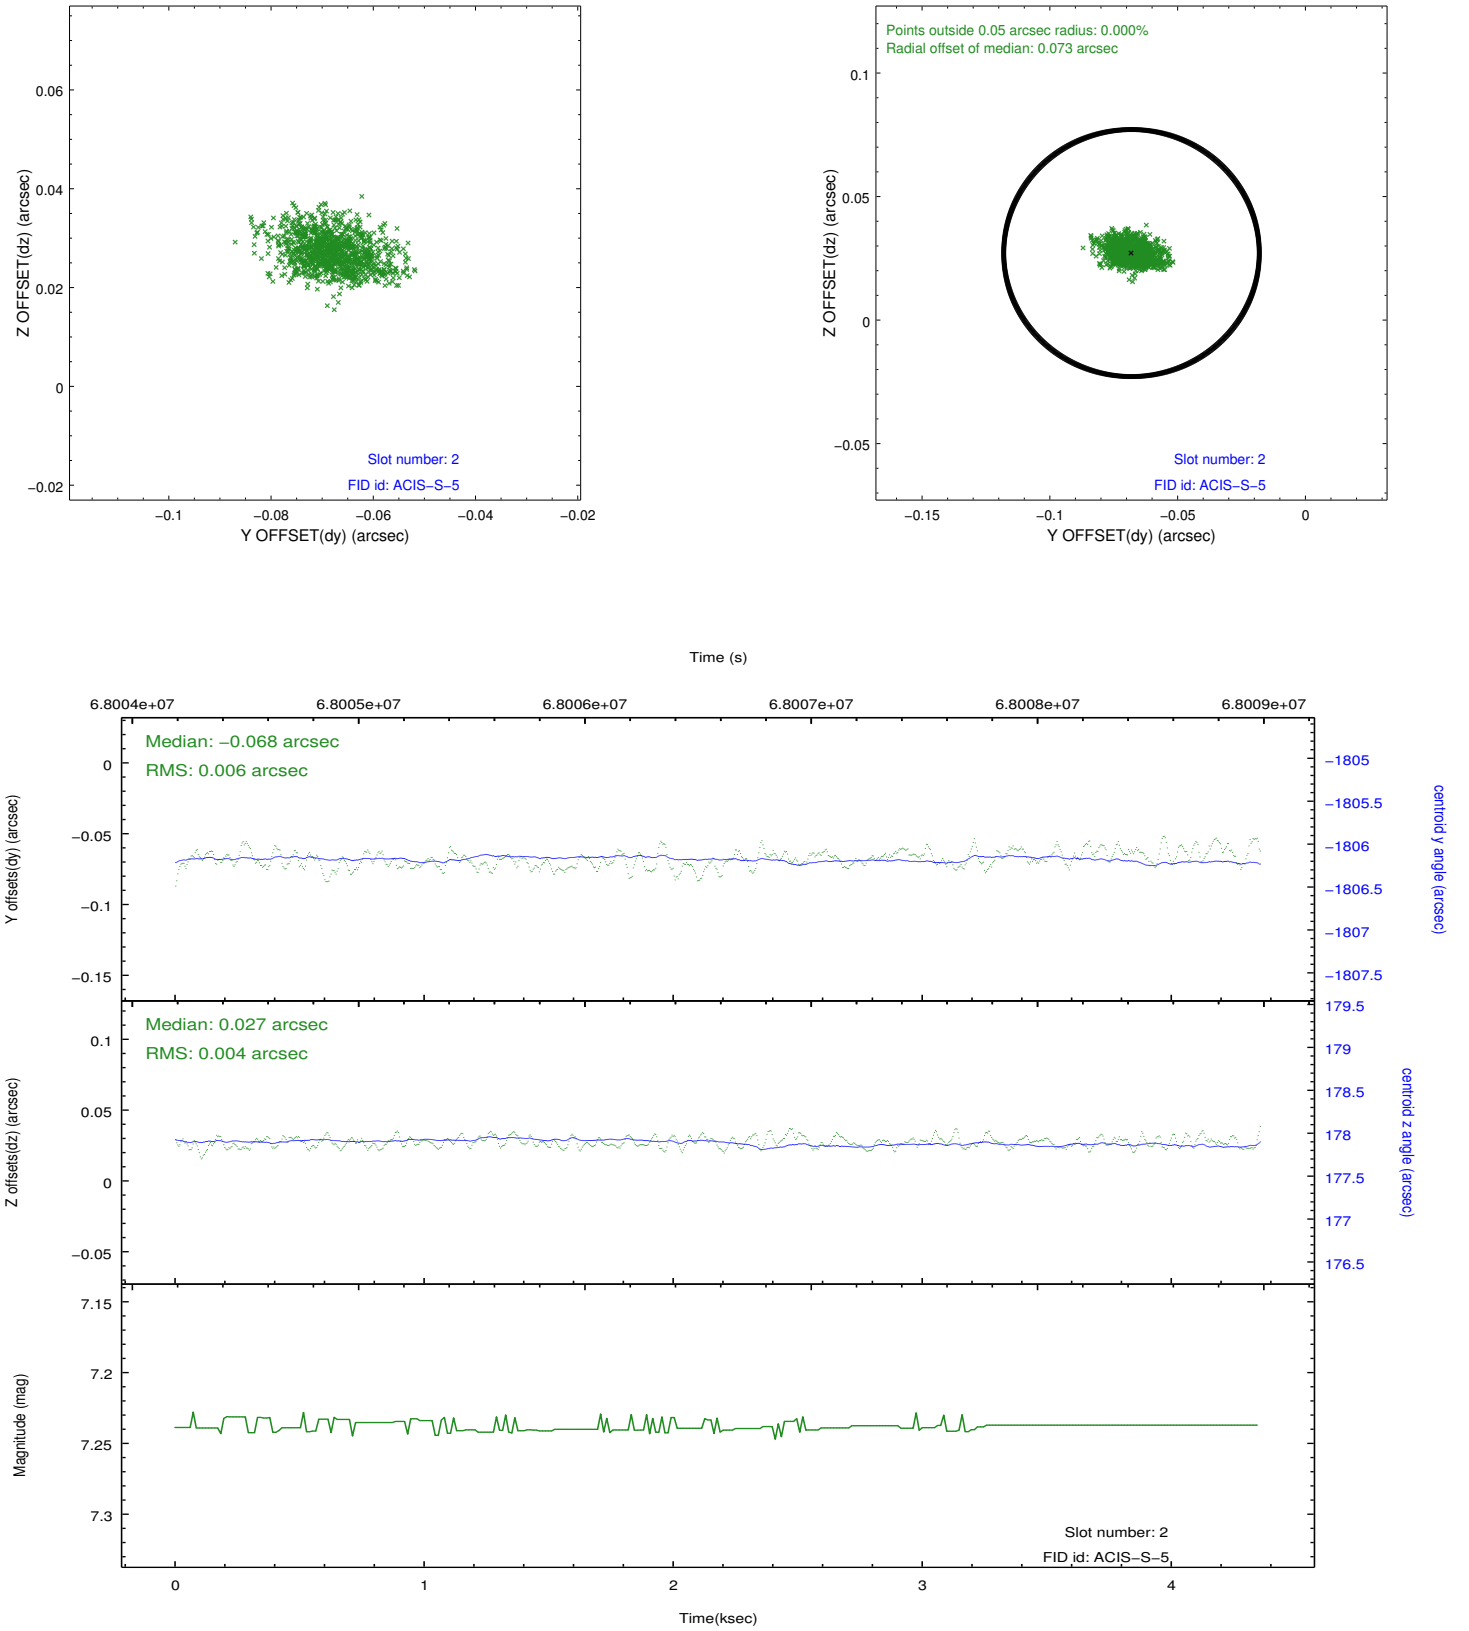 0.06
0.04
0.02
0
−0.02
Z OFFSET(dz) (arcsec)
Slot number: 2
FID id: ACIS−S−5
−0.1
−0.08
−0.06
−0.04
−0.02
Y OFFSET(dy) (arcsec)
Points outside 0.05 arcsec radius: 0.000%
Radial offset of median: 0.073 arcsec
0.1
0.05
0
−0.05
Z OFFSET(dz) (arcsec)
Slot number: 2
FID id: ACIS−S−5
−0.15
−0.1
−0.05
0
Y OFFSET(dy) (arcsec)
Time (s)
6.8004e+07
6.8005e+07
6.8006e+07
6.8007e+07
6.8008e+07
6.8009e+07
Median: −0.068 arcsec
RMS: 0.006 arcsec
0
−0.05
−0.1
−0.15
Y offsets(dy) (arcsec)
−1805
−1805.5
−1806
−1806.5
−1807
−1807.5
centroid y angle (arcsec)
Median: 0.027 arcsec
RMS: 0.004 arcsec
0.1
0.05
0
−0.05
Z offsets(dz) (arcsec)
179.5
179
178.5
178
177.5
177
176.5
centroid z angle (arcsec)
7.15
7.2
7.25
7.3
Magnitude (mag)
Slot number: 2
FID id: ACIS−S−5
0
1
2
3
4
Time(ksec)